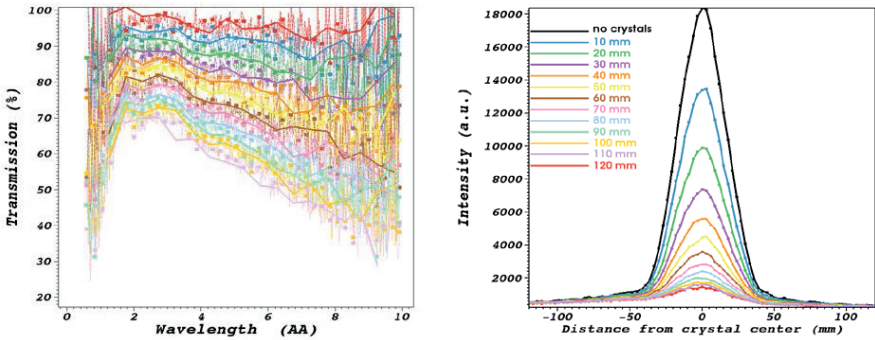 100
90
80
70
60
50
40
30
20
Transmission (%)
0
2
4
6
8
10
Wavelength (AA)
18000
16000
14000
12000
10000
8000
6000
4000
2000
Intensity (a.u.)
no crystals
10 mm
20 mm
30 mm
40 mm
50 mm
60 mm
70 mm
80 mm
90 mm
100 mm
110 mm
120 mm
-100
-50
0
50
Distance from crystal center (mm)